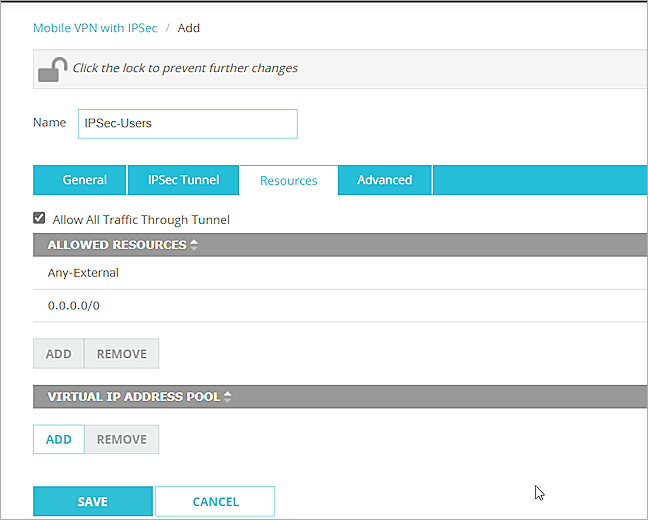 Mobile VPN with IPSec / Add
Click the lock to prevent further changes
Name IPSec-Users
General IPSec Tunnel Resources Advanced
Allow All Traffic Through Tunnel
ALLOWED RESOURCES
Any-External
0.0.0.0/0
ADD REMOVE
VIRTUAL IP ADDRESS POOL
ADD REMOVE
SAVE CANCEL